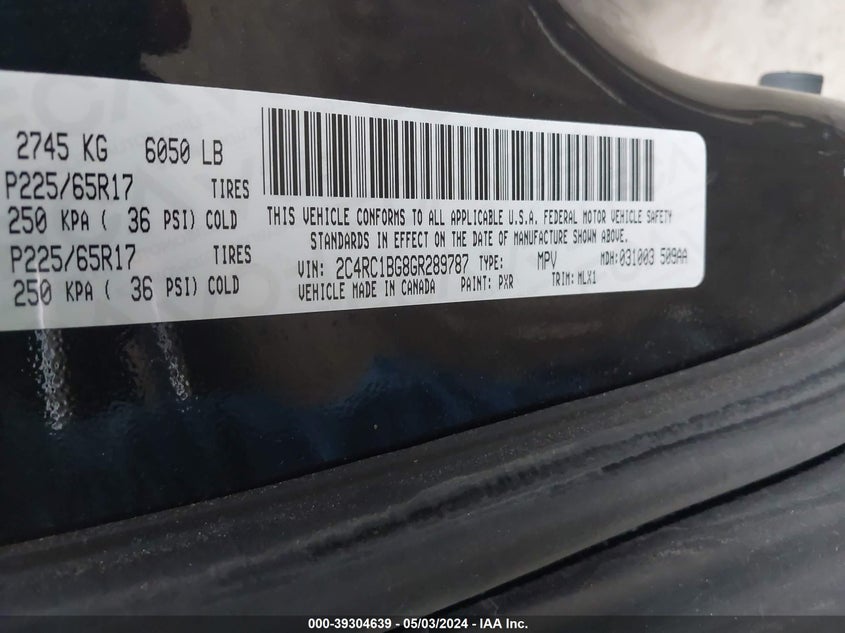 2745 KG 6050 LB
P225/65R17 TIRES
250 KPA ( 36 PSI) COLD
P225/65R17 TIRES
250 KPA ( 36 PSI) COLD
THIS VEHICLE CONFORMS TO ALL APPLICABLE U.S.A. FEDERAL MOTOR VEHICLE SAFETY
STANDARDS IN EFFECT ON THE DATE OF MANUFACTURE SHOWN ABOVE.
VIN: 2C4RC1BG8GR289787 TYPE: MPV MDH:031003 509AA
VEHICLE MADE IN CANADA PAINT: PXR TRIM: MLX1
000-39304639 - 05/03/2024 - IAA Inc.